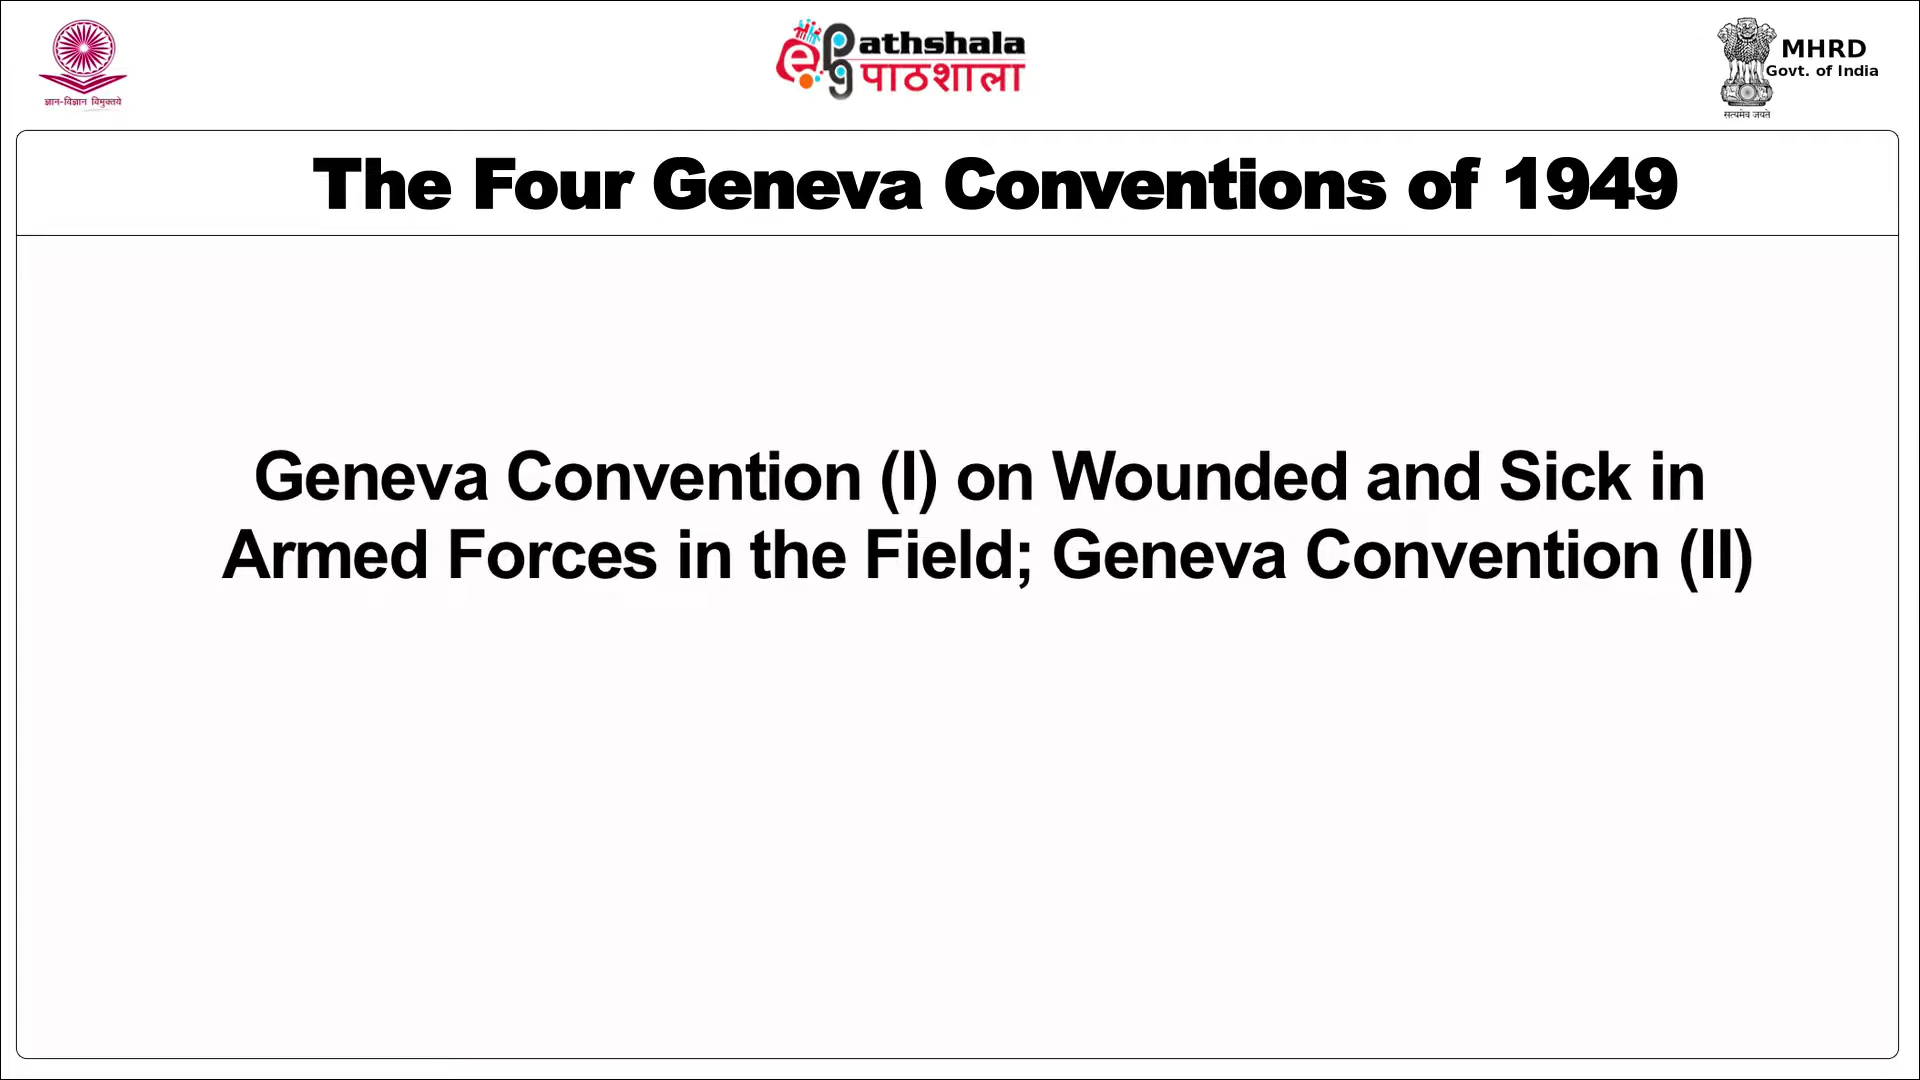 ज्ञान-विज्ञान विमुक्तये
epg athshala
पाठशाला
MHRD
Govt. of India
सत्यमेव जयते
The Four Geneva Conventions of 1949
Geneva Convention (I) on Wounded and Sick in
Armed Forces in the Field; Geneva Convention (II)